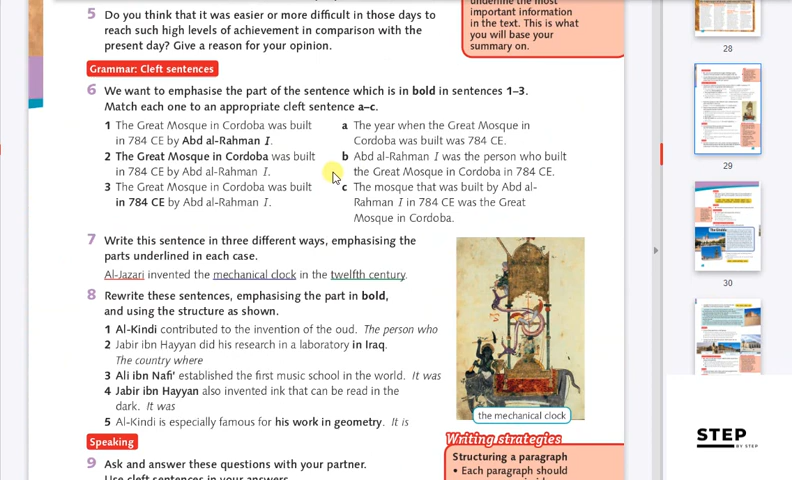 5 Do you think that it was easier or more difficult in those days to
reach such high levels of achievement in comparison with the
present day? Give a reason for your opinion.
important information
in the text. This is what
you will base your
summary on.
Grammar: Cleft sentences
6 We want to emphasise the part of the sentence which is in bold in sentences 1–3.
Match each one to an appropriate cleft sentence a–c.
1 The Great Mosque in Cordoba was built
in 784 CE by Abd al-Rahman I.
2 The Great Mosque in Cordoba was built
in 784 CE by Abd al-Rahman I.
3 The Great Mosque in Cordoba was built
in 784 CE by Abd al-Rahman I.
a The year when the Great Mosque in
Cordoba was built was 784 CE.
b Abd al-Rahman I was the person who built
the Great Mosque in Cordoba in 784 CE.
c The mosque that was built by Abd al-
Rahman I in 784 CE was the Great
Mosque in Cordoba.
7 Write this sentence in three different ways, emphasising the
parts underlined in each case.
Al-Jazari invented the mechanical clock in the twelfth century.
8 Rewrite these sentences, emphasising the part in bold,
and using the structure as shown.
1 Al-Kindi contributed to the invention of the oud. The person who
2 Jabir ibn Hayyan did his research in a laboratory in Iraq.
The country where
3 Ali ibn Nafi' established the first music school in the world. It was
4 Jabir ibn Hayyan also invented ink that can be read in the
dark. It was
5 Al-Kindi is especially famous for his work in geometry. It is
the mechanical clock
Speaking
9 Ask and answer these questions with your partner.
Use cleft sentences in your answers.
Writing strategies
Structuring a paragraph
• Each paragraph should
28
29
30
STEP
BY STEP